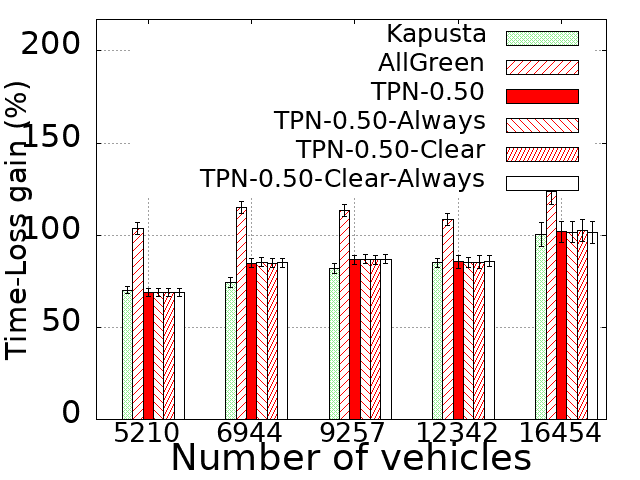 200
150
100
50
0
Time-Loss gain (%)
Kapusta
AllGreen
TPN-0.50
TPN-0.50-Always
TPN-0.50-Clear
TPN-0.50-Clear-Always
5210 6944 9257 12342 16454
Number of vehicles